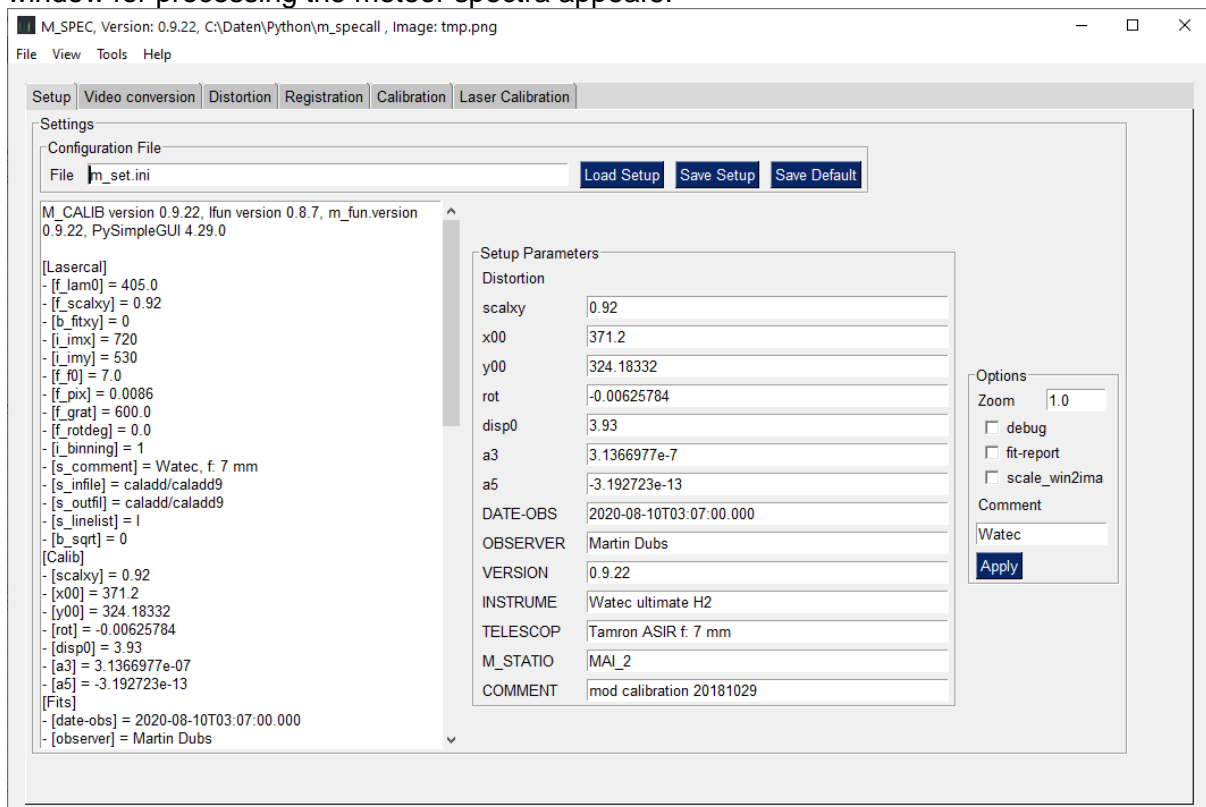 window for processing the meteor spectra appears.
M_SPEC, Version: 0.9.22, C:\Daten\Python\m_specall , Image: tmp.png
File View Tools Help
Setup Video conversion Distortion Registration Calibration Laser Calibration
Settings
Configuration File
File m_set.ini Load Setup Save Setup Save Default
M_CALIB version 0.9.22, lfun version 0.8.7, m_fun.version
0.9.22, PySimpleGUI 4.29.0
[Lasercal]
- [f_lam0] = 405.0
- [f_scalxy] = 0.92
- [b_fitxy] = 0
- [i_imx] = 720
- [i_imy] = 530
- [f_f0] = 7.0
- [f_pix] = 0.0086
- [f_grat] = 600.0
- [f_rotdeg] = 0.0
- [i_binning] = 1
- [s_comment] = Watec, f: 7 mm
- [s_infile] = caladd/caladd9
- [s_outfil] = caladd/caladd9
- [s_linelist] = l
- [b_sqrt] = 0
[Calib]
- [scalxy] = 0.92
- [x00] = 371.2
- [y00] = 324.18332
- [rot] = -0.00625784
- [disp0] = 3.93
- [a3] = 3.1366977e-07
- [a5] = -3.192723e-13
[Fits]
- [date-obs] = 2020-08-10T03:07:00.000
- [observer] = Martin Dubs
Setup Parameters
Distortion
scalxy 0.92
x00 371.2
y00 324.18332
rot -0.00625784
disp0 3.93
a3 3.1366977e-7
a5 -3.192723e-13
DATE-OBS 2020-08-10T03:07:00.000
OBSERVER Martin Dubs
VERSION 0.9.22
INSTRUME Watec ultimate H2
TELESCOP Tamron ASIR f: 7 mm
M_STATIO MAI_2
COMMENT mod calibration 20181029
Options
Zoom 1.0
debug
fit-report
scale_win2ima
Comment
Watec
Apply